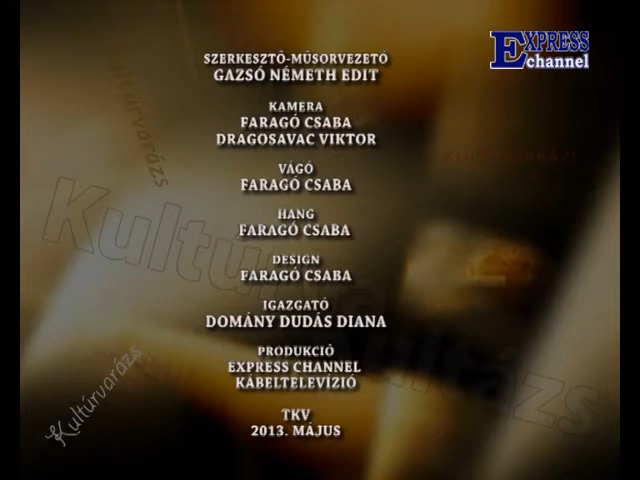 EXPRESS
channel
SZERKESZTŐ-MŰSORVEZETŐ
GAZSÓ NÉMETH EDIT
KAMERA
FARAGÓ CSABA
DRAGOSAVAC VIKTOR
VÁGÓ
FARAGÓ CSABA
HANG
FARAGÓ CSABA
DESIGN
FARAGÓ CSABA
IGAZGATÓ
DOMÁNY DUDÁS DIANA
PRODUKCIÓ
EXPRESS CHANNEL
KÁBELTELEVÍZIÓ
TKV
2013. MÁJUS
Kultúrvarázs